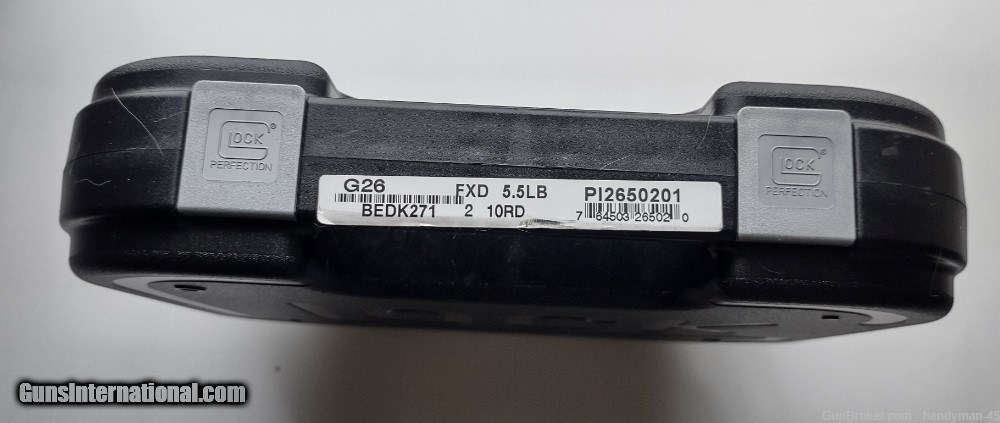 GLOCK®
PERFECTION
GLOCK®
PERFECTION
G26 FXD 5.5LB PI2650201
BEDK271 2 10RD 7 64503 26502 0
GunsInternational.com
GunBroker.com - handyman-45